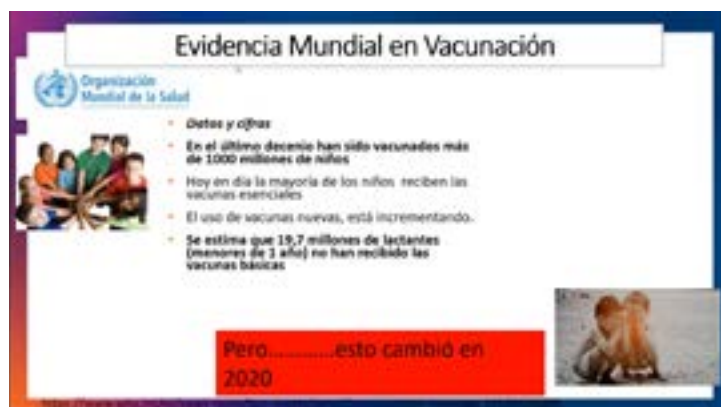 Evidencia Mundial en Vacunación
Organización
Mundial de la Salud
Datos y cifras
En el último decenio han sido vacunados más
de 1000 millones de niños
Hoy en día la mayoría de los niños reciben las
vacunas esenciales
El uso de vacunas nuevas, está incrementando.
Se estima que 19,7 millones de lactantes
(menores de 1 año) no han recibido las
vacunas básicas
Pero...........esto cambió en
2020